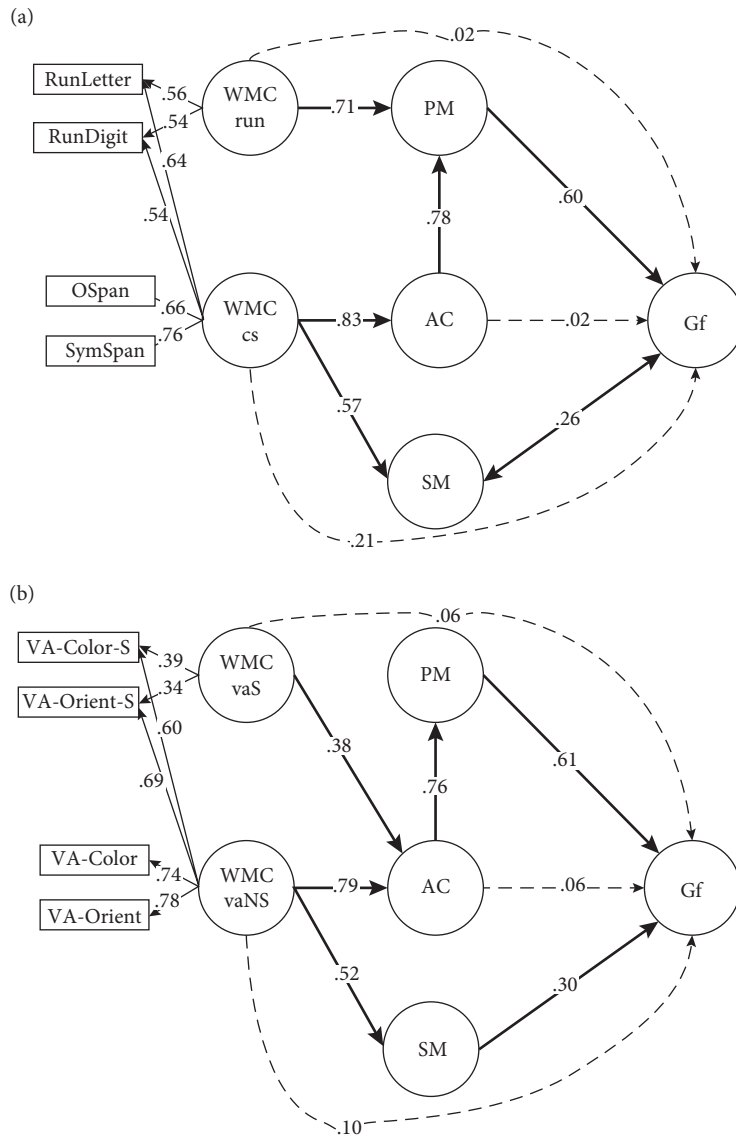 (a)
.02
RunLetter
.56
WMC
run
.71
PM
RunDigit
.54
.64
.60
.54
.78
OSpan
.66
WMC
cs
.83
AC
.02
Gf
SymSpan
.76
.57
.26
SM
.21
(b)
.06
VA-Color-S
.39
WMC
vaS
PM
VA-Orient-S
.34
.60
.38
.61
.69
.76
VA-Color
.74
WMC
vaNS
.79
AC
.06
Gf
VA-Orient
.78
.52
.30
SM
.10